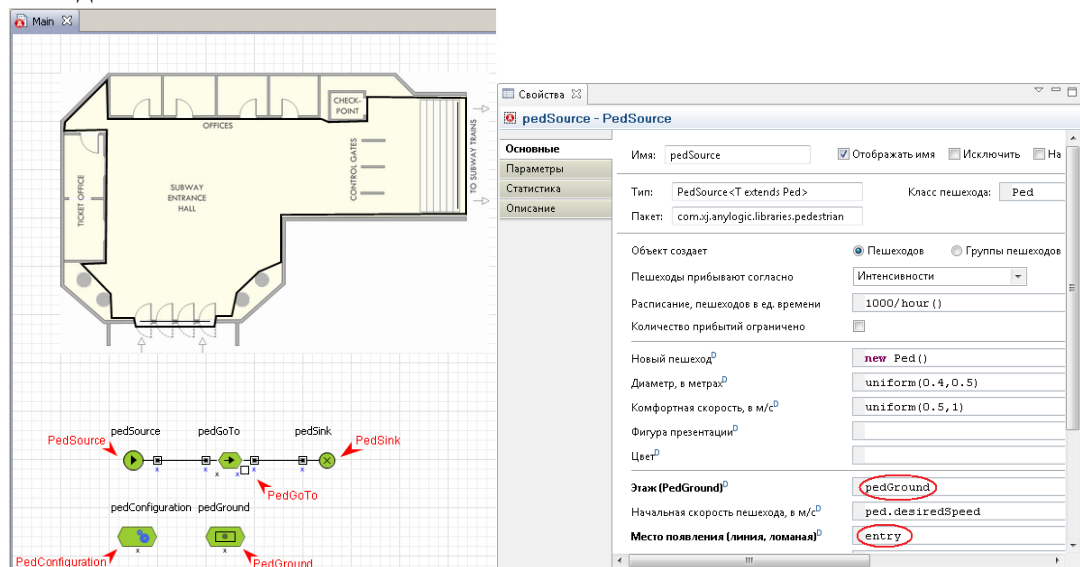 Main
CHECK-
POINT
OFFICES
CONTROL GATES
TO SUBWAY TRAINS
TICKET OFFICE
SUBWAY
ENTRANCE
HALL
pedSource
pedGoTo
pedSink
PedSource
PedSink
PedGoTo
pedConfiguration
pedGround
PedConfiguration
PedGround
Свойства
pedSource - PedSource
Основные
Параметры
Статистика
Описание
Имя: pedSource Отображать имя Исключить На
Тип: PedSource<T extends Ped> Класс пешехода: Ped
Пакет: com.xj.anylogic.libraries.pedestrian
Объект создает Пешеходов Группы пешеходов
Пешеходы прибывают согласно Интенсивности
Расписание, пешеходов в ед. времени 1000/hour()
Количество прибытий ограничено
Новый пешеход D new Ped()
Диаметр, в метрах D uniform(0.4,0.5)
Комфортная скорость, в м/с D uniform(0.5,1)
Фигура презентации D
Цвет D
Этаж (PedGround) D pedGround
Начальная скорость пешехода, в м/с D ped.desiredSpeed
Место появления (линия, ломаная) D entry